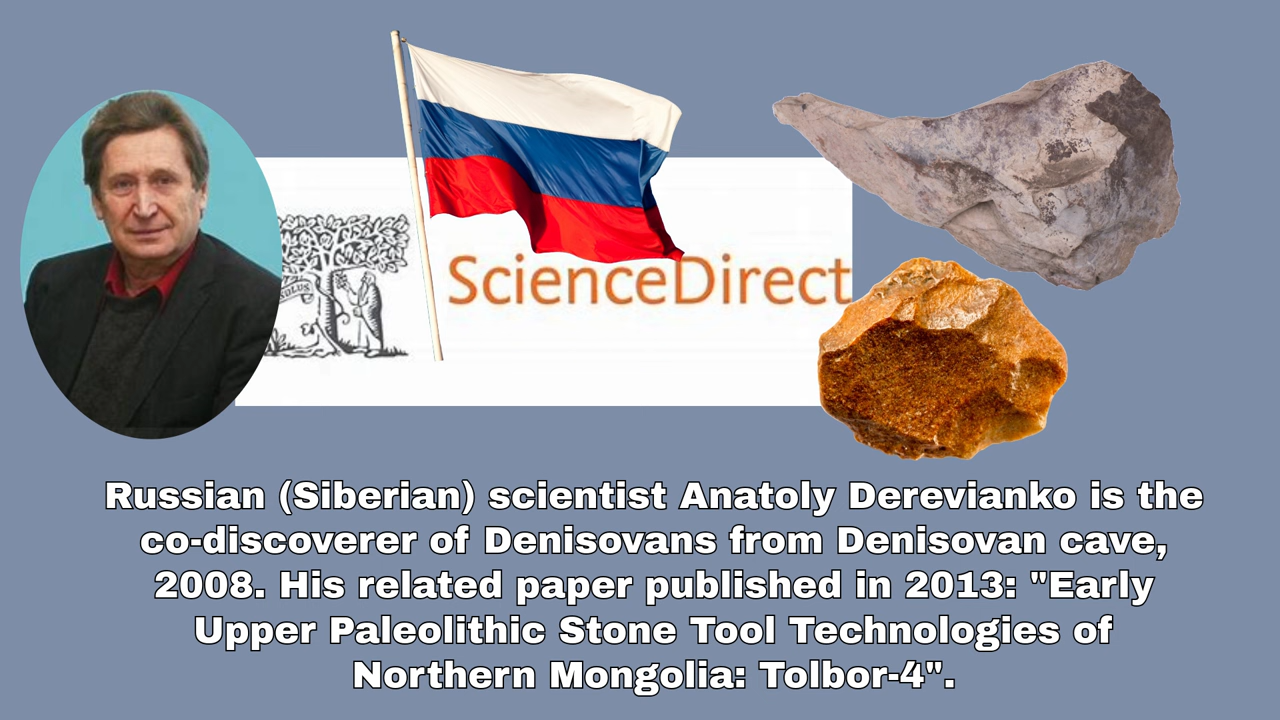 ScienceDirect
Russian (Siberian) scientist Anatoly Derevianko is the
co-discoverer of Denisovans from Denisovan cave,
2008. His related paper published in 2013: "Early
Upper Paleolithic Stone Tool Technologies of
Northern Mongolia: Tolbor-4".